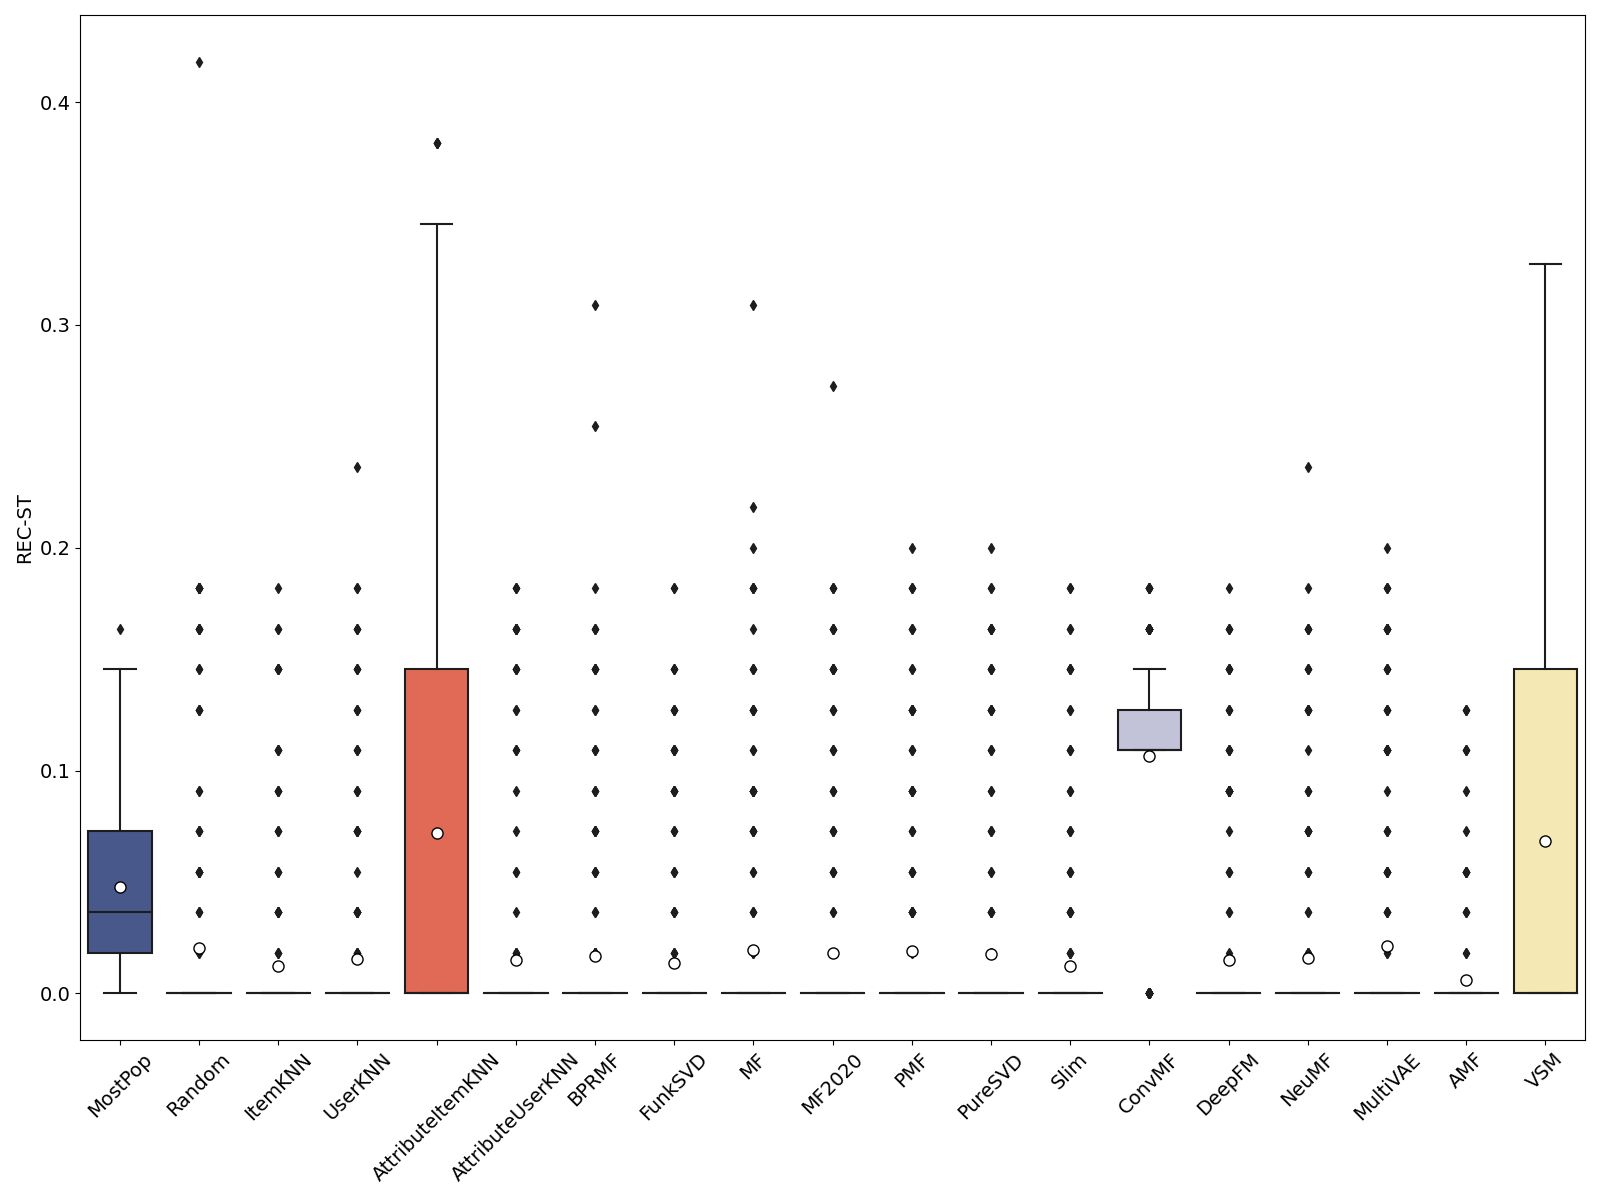 REC-ST
0.4
0.3
0.2
0.1
0.0
MostPop
Random
ItemKNN
UserKNN
AttributeItemKNN
AttributeUserKNN
BPRMF
FunkSVD
MF
MF2020
PMF
PureSVD
Slim
ConvMF
DeepFM
NeuMF
MultiVAE
AMF
VSM